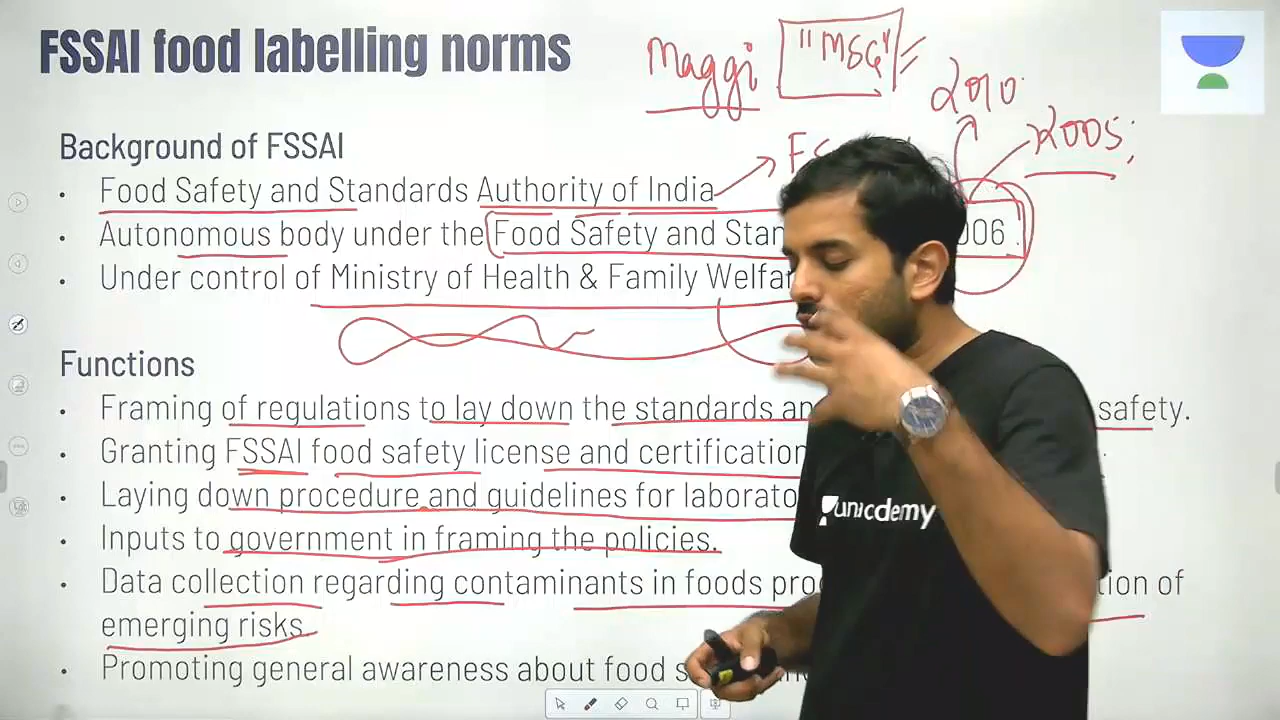 FSSAI food labelling norms
Maggi "MSG"
2010
2005;
Background of FSSAI
• Food Safety and Standards Authority of India
• Autonomous body under the Food Safety and Stan 006.
• Under control of Ministry of Health & Family Welfa
Functions
• Framing of regulations to lay down the standards an safety.
• Granting FSSAI food safety license and certification
• Laying down procedure and guidelines for laborato
• Inputs to government in framing the policies.
• Data collection regarding contaminants in foods pro tion of
emerging risks.
• Promoting general awareness about food s
unacademy